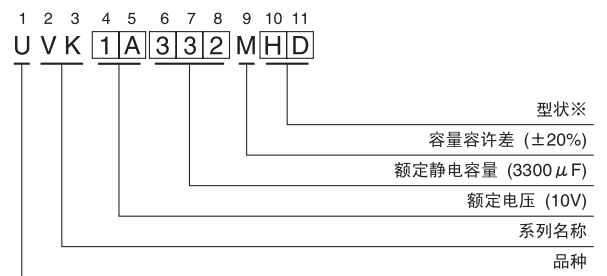 1 2 3 4 5 6 7 8 9 10 11
U V K 1 A 3 3 2 M H D
型状※
容量容许差 (±20%)
额定静电容量 (3300μF)
额定电压 (10V)
系列名称
品种